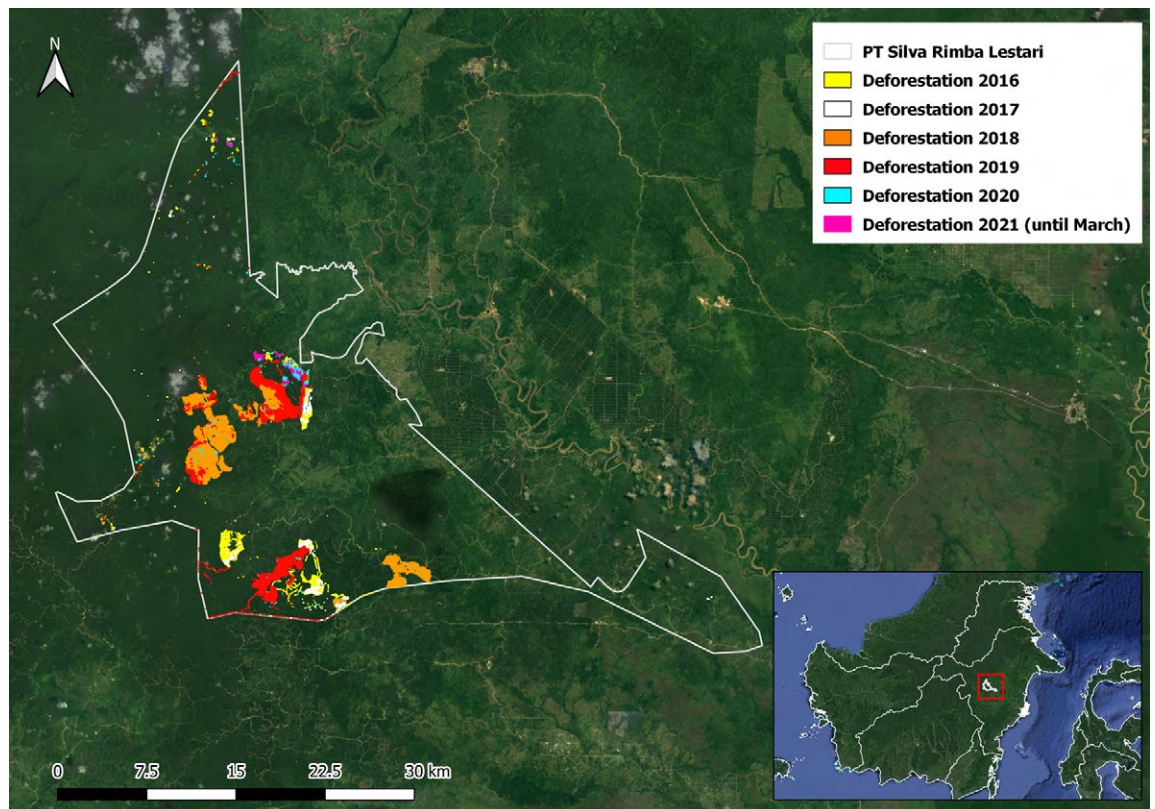 N
PT Silva Rimba Lestari
Deforestation 2016
Deforestation 2017
Deforestation 2018
Deforestation 2019
Deforestation 2020
Deforestation 2021 (until March)
0 7.5 15 22.5 30 km